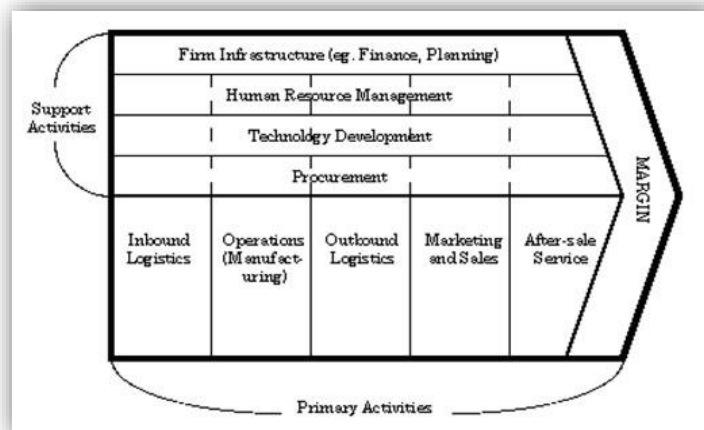 Firm Infrastructure (eg. Finance, Planning)
Human Resource Management
Support
Activities
Technology Development
Procurement
MARGIN
Inbound
Logistics
Operations
(Manufact-
uring)
Outbound
Logistics
Marketing
and Sales
After-sale
Service
Primary Activities